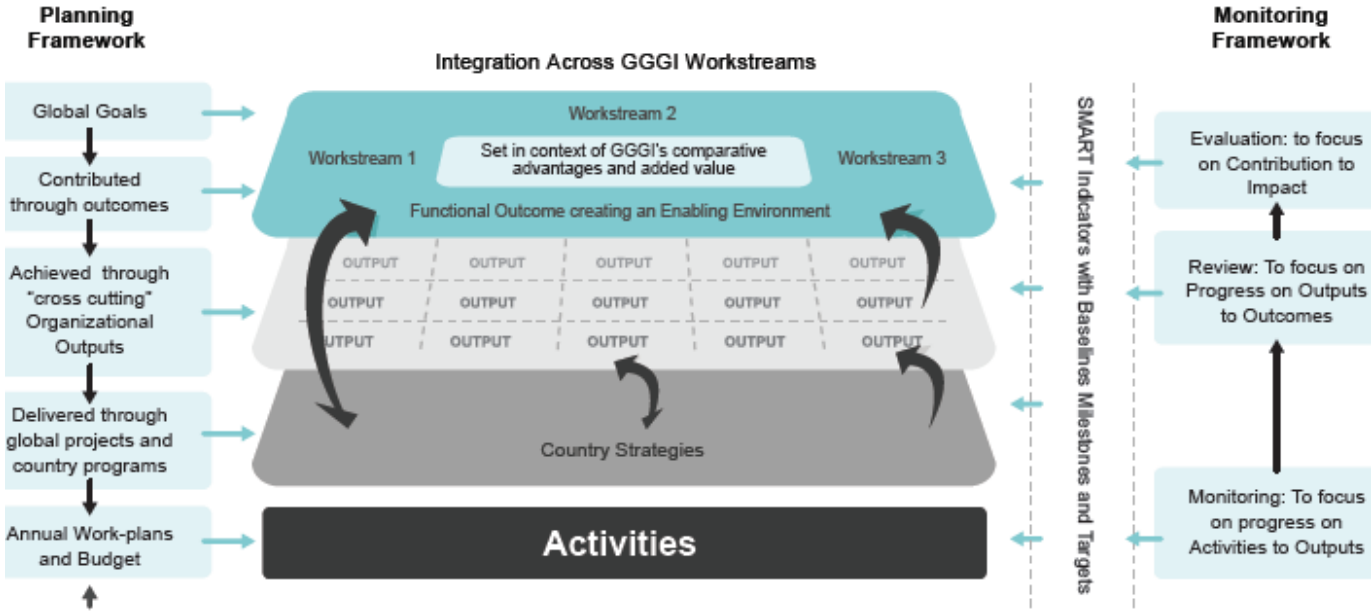 Planning
Framework
Global Goals
Contributed
through outcomes
Achieved through
“cross cutting”
Organizational
Outputs
Delivered through
global projects and
country programs
Annual Work-plans
and Budget
Integration Across GGGI Workstreams
Workstream 2
Workstream 1
Set in context of GGGI's comparative
advantages and added value
Workstream 3
Functional Outcome creating an Enabling Environment
OUTPUT OUTPUT OUTPUT OUTPUT OUTPUT
OUTPUT OUTPUT OUTPUT OUTPUT OUTPUT
UTPUT OUTPUT OUTPUT OUTPUT OUTPUT
Country Strategies
Activities
SMART Indicators with Baselines Milestones and Targets
Monitoring
Framework
Evaluation: to focus
on Contribution to
Impact
Review: To focus on
Progress on Outputs
to Outcomes
Monitoring: To focus
on progress on
Activities to Outputs